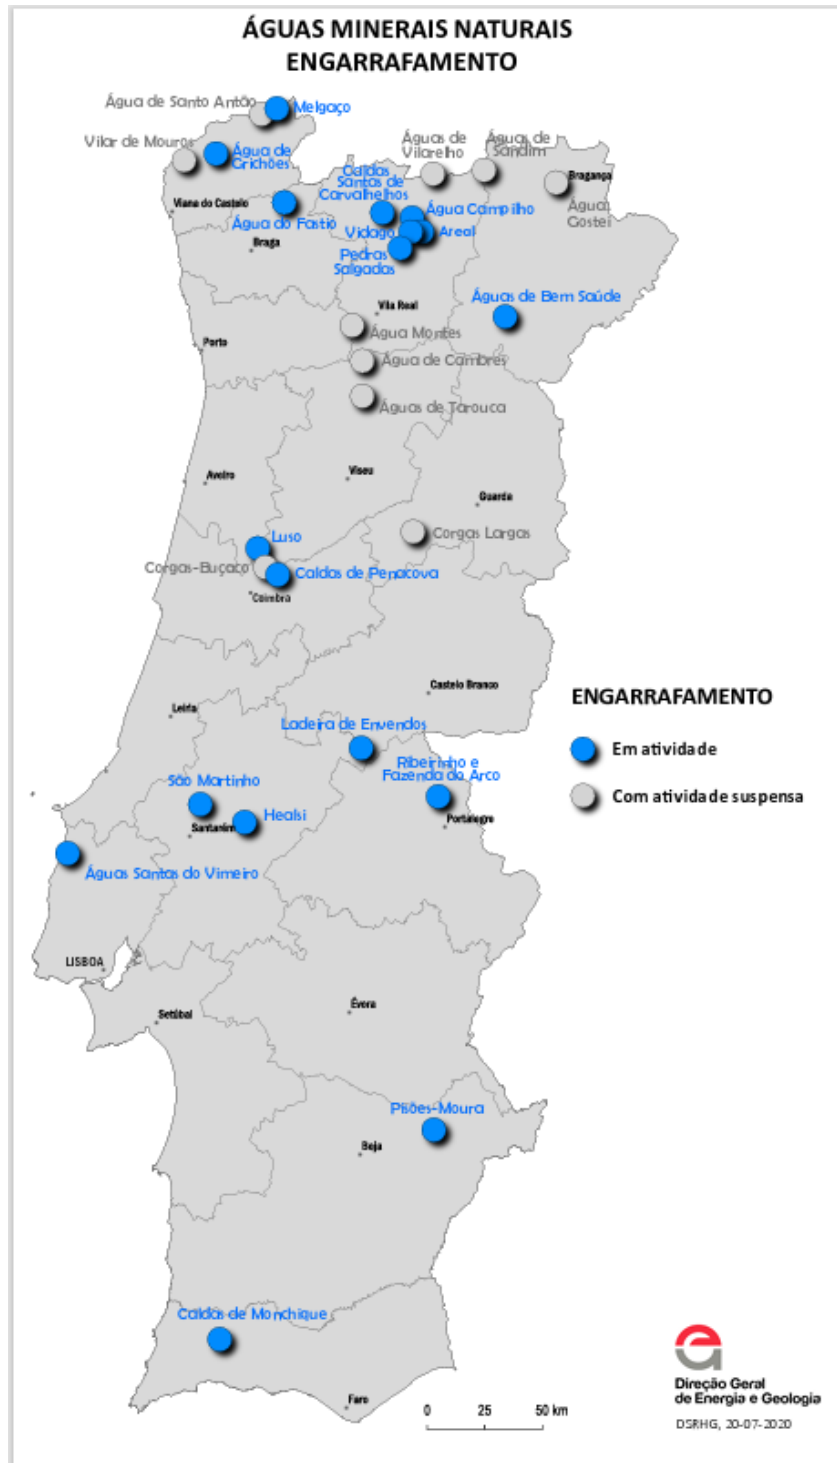 ÁGUAS MINERAIS NATURAIS
ENGARRAFAMENTO
Água de Santo Antão
Melgaço
Vilar de Mouros
Água de
Grichões
Águas de
Vilarelho
Águas de
Sandim
Bragança
Água
Gostei
Caldas
Santas de
Carvalhelhos
Viana do Castelo
Água do Fastio
Braga
Água Campilho
Vidago
Areal
Pedras
Salgadas
Águas de Bem Saúde
Vila Real
Água Montes
Porto
Água de Cambres
Águas de Tarouca
Aveiro
Viseu
Guarda
Luso
Corgas Largas
Corgas-Buçaco
Caldas de Penacova
Coimbra
Castelo Branco
Leiria
Ladeira de Envendos
Ribeirinho e
Fazenda do Arco
São Martinho
Healsi
Santarém
Portalegre
Águas Santas do Vimeiro
LISBOA
Setúbal
Évora
Pisões-Moura
Beja
Caldas de Monchique
Faro
ENGARRAFAMENTO
Em atividade
Com atividade suspensa
0 25 50 km
Direção Geral
de Energia e Geologia
DSRHG, 20-07-2020